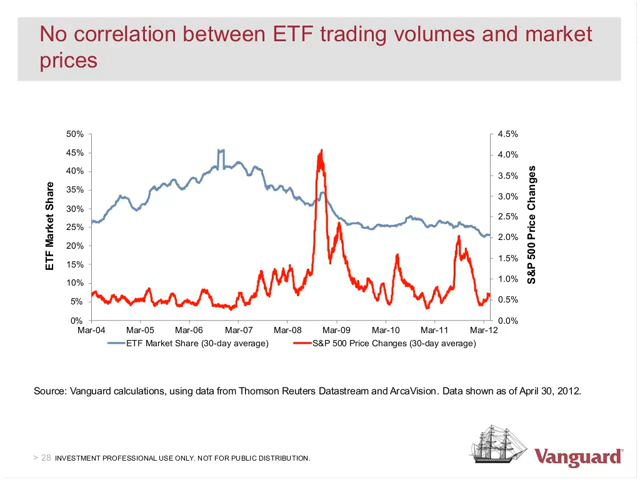 No correlation between ETF trading volumes and market
prices
50%
45%
40%
35%
30%
25%
20%
15%
10%
5%
0%
ETF Market Share
4.5%
4.0%
3.5%
3.0%
2.5%
2.0%
1.5%
1.0%
0.5%
0.0%
S&P 500 Price Changes
Mar-04 Mar-05 Mar-06 Mar-07 Mar-08 Mar-09 Mar-10 Mar-11 Mar-12
ETF Market Share (30-day average) S&P 500 Price Changes (30-day average)
Source: Vanguard calculations, using data from Thomson Reuters Datastream and ArcaVision. Data shown as of April 30, 2012.
> 28 INVESTMENT PROFESSIONAL USE ONLY. NOT FOR PUBLIC DISTRIBUTION.
Vanguard®